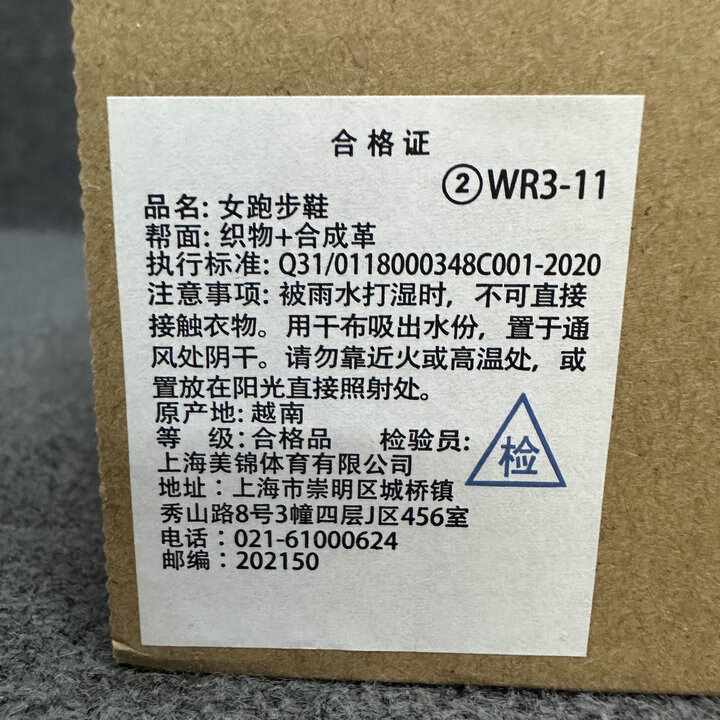 合格证
②WR3-11
品名: 女跑步鞋
帮面: 织物+合成革
执行标准: Q31/0118000348C001-2020
注意事项: 被雨水打湿时，不可直接
接触衣物。用干布吸出水份，置于通
风处阴干。请勿靠近火或高温处，或
置放在阳光直接照射处。
原产地: 越南
等 级: 合格品 检验员: 检
上海美锦体育有限公司
地址：上海市崇明区城桥镇
秀山路8号3幢四层J区456室
电话：021-61000624
邮编：202150